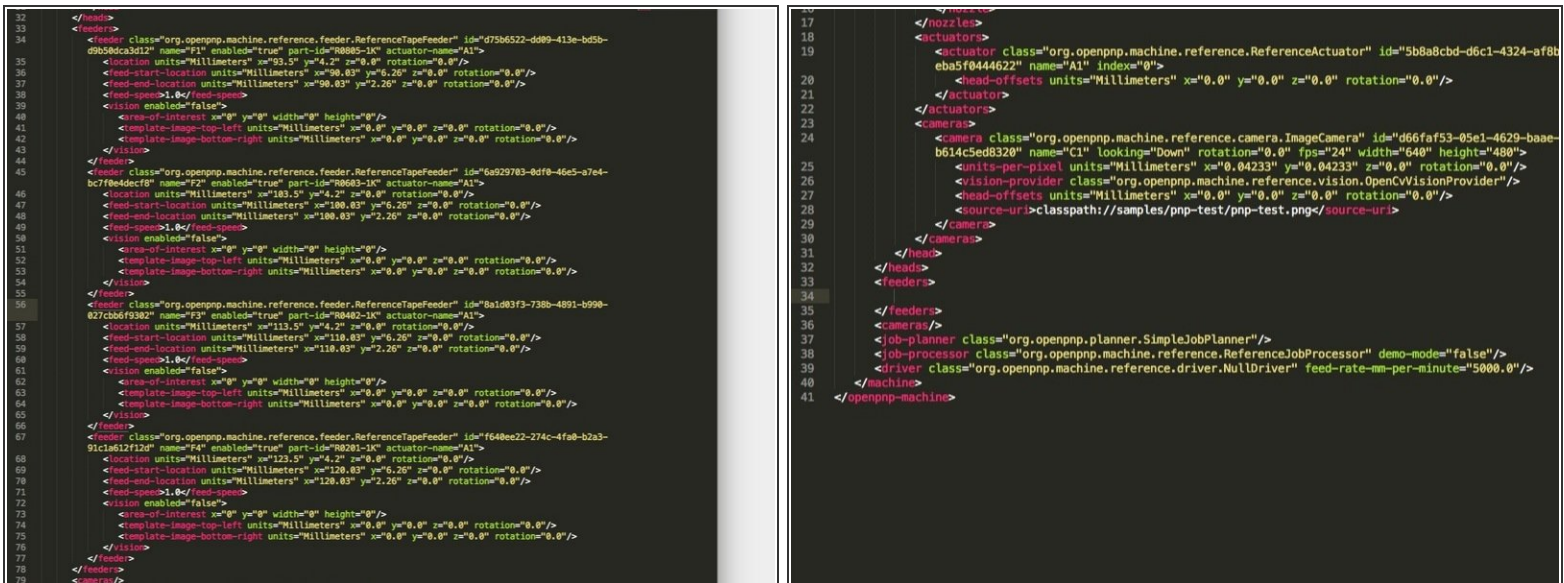 32 </heads>
33 <feeders>
34 <feeder class="org.openpnp.machine.reference.feeder.ReferenceTapeFeeder" id="d75b6522-dd09-413e-bd5b-
d9b50dca3d12" name="F1" enabled="true" part-id="R0805-1K" actuator-name="A1">
35 <location units="Millimeters" x="93.5" y="4.2" z="0.0" rotation="0.0"/>
36 <feed-start-location units="Millimeters" x="90.03" y="6.26" z="0.0" rotation="0.0"/>
37 <feed-end-location units="Millimeters" x="90.03" y="2.26" z="0.0" rotation="0.0"/>
38 <feed-speed>1.0</feed-speed>
39 <vision enabled="false">
40 <area-of-interest x="0" y="0" width="0" height="0"/>
41 <template-image-top-left units="Millimeters" x="0.0" y="0.0" z="0.0" rotation="0.0"/>
42 <template-image-bottom-right units="Millimeters" x="0.0" y="0.0" z="0.0" rotation="0.0"/>
43 </vision>
44 </feeder>
45 <feeder class="org.openpnp.machine.reference.feeder.ReferenceTapeFeeder" id="6a929703-0df0-46e5-a7e4-
bc7f0e4decf8" name="F2" enabled="true" part-id="R0603-1K" actuator-name="A1">
46 <location units="Millimeters" x="103.5" y="4.2" z="0.0" rotation="0.0"/>
47 <feed-start-location units="Millimeters" x="100.03" y="6.26" z="0.0" rotation="0.0"/>
48 <feed-end-location units="Millimeters" x="100.03" y="2.26" z="0.0" rotation="0.0"/>
49 <feed-speed>1.0</feed-speed>
50 <vision enabled="false">
51 <area-of-interest x="0" y="0" width="0" height="0"/>
52 <template-image-top-left units="Millimeters" x="0.0" y="0.0" z="0.0" rotation="0.0"/>
53 <template-image-bottom-right units="Millimeters" x="0.0" y="0.0" z="0.0" rotation="0.0"/>
54 </vision>
55 </feeder>
56 <feeder class="org.openpnp.machine.reference.feeder.ReferenceTapeFeeder" id="8a1d03f3-738b-4891-b990-
027cbb6f9302" name="F3" enabled="true" part-id="R0402-1K" actuator-name="A1">
57 <location units="Millimeters" x="113.5" y="4.2" z="0.0" rotation="0.0"/>
58 <feed-start-location units="Millimeters" x="110.03" y="6.26" z="0.0" rotation="0.0"/>
59 <feed-end-location units="Millimeters" x="110.03" y="2.26" z="0.0" rotation="0.0"/>
60 <feed-speed>1.0</feed-speed>
61 <vision enabled="false">
62 <area-of-interest x="0" y="0" width="0" height="0"/>
63 <template-image-top-left units="Millimeters" x="0.0" y="0.0" z="0.0" rotation="0.0"/>
64 <template-image-bottom-right units="Millimeters" x="0.0" y="0.0" z="0.0" rotation="0.0"/>
65 </vision>
66 </feeder>
67 <feeder class="org.openpnp.machine.reference.feeder.ReferenceTapeFeeder" id="f640ee22-274c-4fa0-b2a3-
91c1a612f12d" name="F4" enabled="true" part-id="R0201-1K" actuator-name="A1">
68 <location units="Millimeters" x="123.5" y="4.2" z="0.0" rotation="0.0"/>
69 <feed-start-location units="Millimeters" x="120.03" y="6.26" z="0.0" rotation="0.0"/>
70 <feed-end-location units="Millimeters" x="120.03" y="2.26" z="0.0" rotation="0.0"/>
71 <feed-speed>1.0</feed-speed>
72 <vision enabled="false">
73 <area-of-interest x="0" y="0" width="0" height="0"/>
74 <template-image-top-left units="Millimeters" x="0.0" y="0.0" z="0.0" rotation="0.0"/>
75 <template-image-bottom-right units="Millimeters" x="0.0" y="0.0" z="0.0" rotation="0.0"/>
76 </vision>
77 </feeder>
78 </feeders>
79 <cameras/>
17 </nozzles>
18 <actuators>
19 <actuator class="org.openpnp.machine.reference.ReferenceActuator" id="5b8a8cbd-d6c1-4324-af8b
eba5f0444622" name="A1" index="0">
20 <head-offsets units="Millimeters" x="0.0" y="0.0" z="0.0" rotation="0.0"/>
21 </actuator>
22 </actuators>
23 <cameras>
24 <camera class="org.openpnp.machine.reference.camera.ImageCamera" id="d66faf53-05e1-4629-baae-
b614c5ed8320" name="C1" looking="Down" rotation="0.0" fps="24" width="640" height="480">
25 <units-per-pixel units="Millimeters" x="0.04233" y="0.04233" z="0.0" rotation="0.0"/>
26 <vision-provider class="org.openpnp.machine.reference.vision.OpenCvVisionProvider"/>
27 <head-offsets units="Millimeters" x="0.0" y="0.0" z="0.0" rotation="0.0"/>
28 <source-uri>classpath://samples/pnp-test/pnp-test.png</source-uri>
29 </camera>
30 </cameras>
31 </head>
32 </heads>
33 <feeders>
34
35 </feeders>
36 <cameras/>
37 <job-planner class="org.openpnp.planner.SimpleJobPlanner"/>
38 <job-processor class="org.openpnp.machine.reference.ReferenceJobProcessor" demo-mode="false"/>
39 <driver class="org.openpnp.machine.reference.driver.NullDriver" feed-rate-mm-per-minute="5000.0"/>
40 </machine>
41 </openpnp-machine>